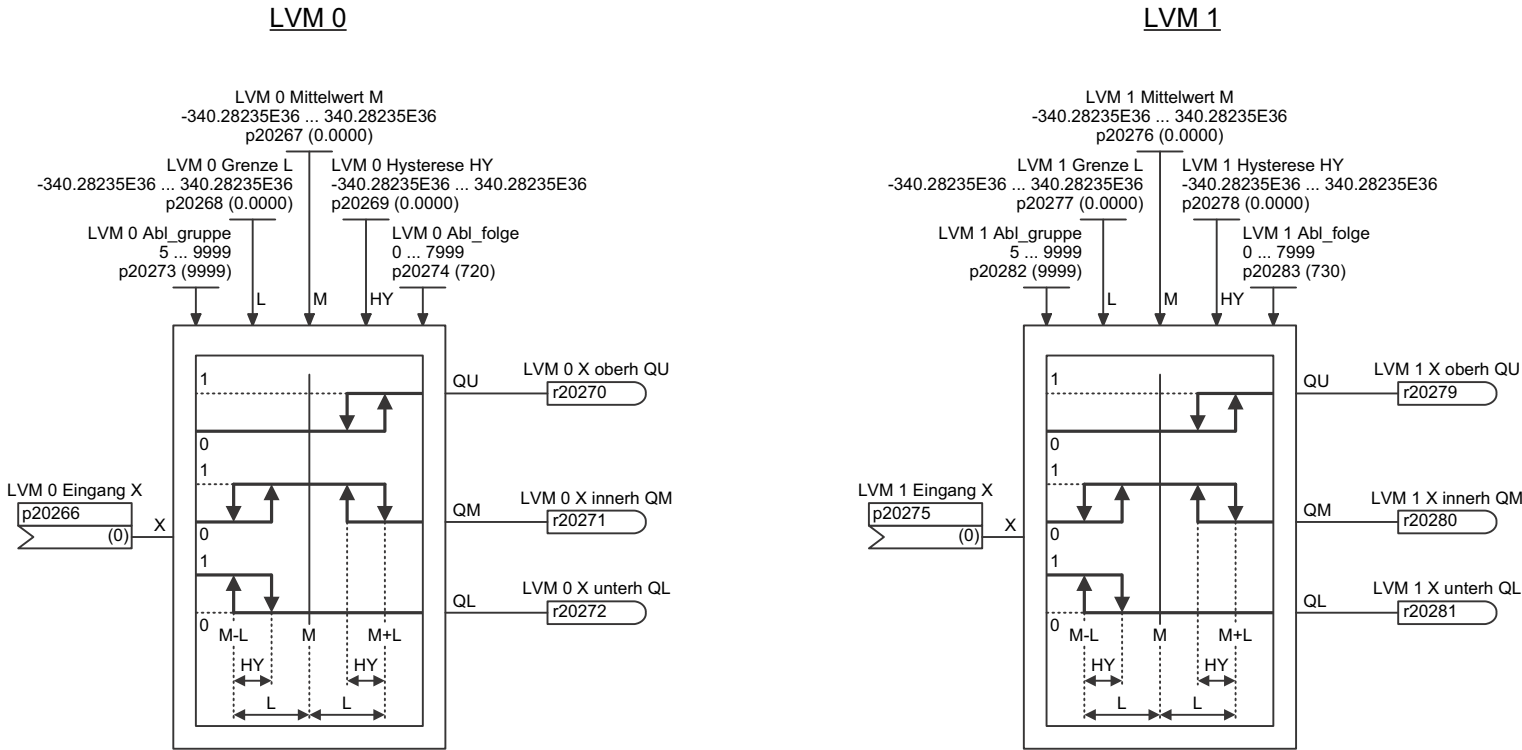 LVM 0
LVM 0 Mittelwert M
-340.28235E36 ... 340.28235E36
p20267 (0.0000)
LVM 0 Grenze L
-340.28235E36 ... 340.28235E36
p20268 (0.0000)
LVM 0 Hysterese HY
-340.28235E36 ... 340.28235E36
p20269 (0.0000)
LVM 0 Abl_gruppe
5 ... 9999
p20273 (9999)
LVM 0 Abl_folge
0 ... 7999
p20274 (720)
L
M
HY
1
0
1
0
1
0
M-L
M
M+L
HY
HY
L
L
LVM 0 Eingang X
p20266
(0)
X
QU
LVM 0 X oberh QU
r20270
QM
LVM 0 X innerh QM
r20271
QL
LVM 0 X unterh QL
r20272
LVM 1
LVM 1 Mittelwert M
-340.28235E36 ... 340.28235E36
p20276 (0.0000)
LVM 1 Grenze L
-340.28235E36 ... 340.28235E36
p20277 (0.0000)
LVM 1 Hysterese HY
-340.28235E36 ... 340.28235E36
p20278 (0.0000)
LVM 1 Abl_gruppe
5 ... 9999
p20282 (9999)
LVM 1 Abl_folge
0 ... 7999
p20283 (730)
L
M
HY
1
0
1
0
1
0
M-L
M
M+L
HY
HY
L
L
LVM 1 Eingang X
p20275
(0)
X
QU
LVM 1 X oberh QU
r20279
QM
LVM 1 X innerh QM
r20280
QL
LVM 1 X unterh QL
r20281